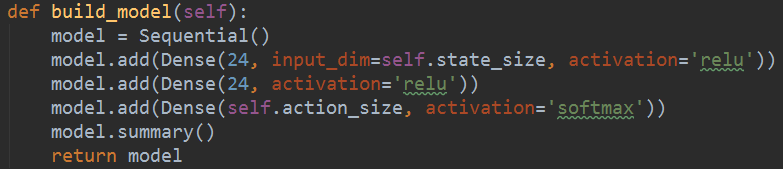 def build_model(self):
    model = Sequential()
    model.add(Dense(24, input_dim=self.state_size, activation='relu'))
    model.add(Dense(24, activation='relu'))
    model.add(Dense(self.action_size, activation='softmax'))
    model.summary()
    return model